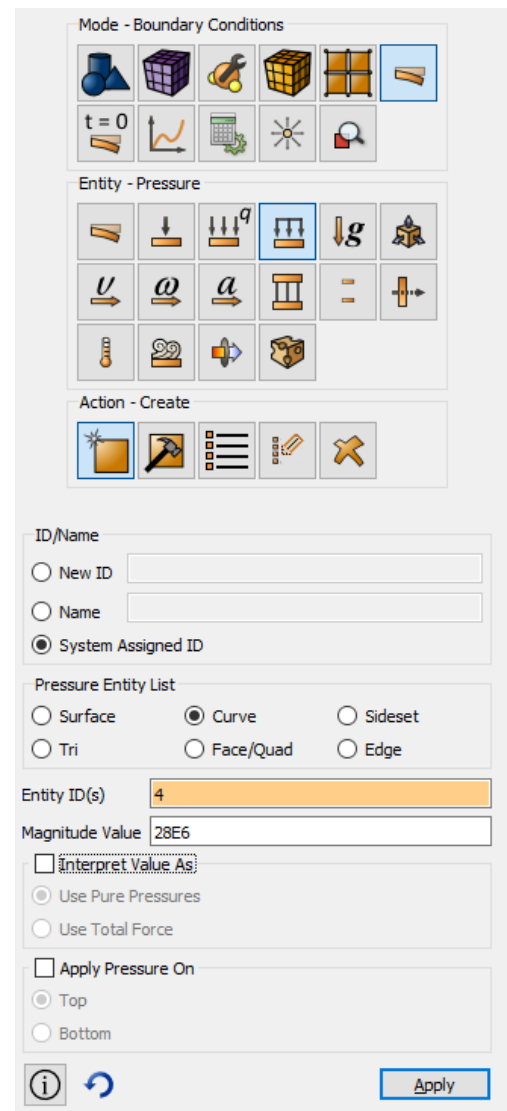 Mode - Boundary Conditions
t = 0
Entity - Pressure
q
g
v ω a
Action - Create
ID/Name
New ID
Name
System Assigned ID
Pressure Entity List
Surface Curve Sideset
Tri Face/Quad Edge
Entity ID(s) 4
Magnitude Value 28E6
Interpret Value As
Use Pure Pressures
Use Total Force
Apply Pressure On
Top
Bottom
i Apply